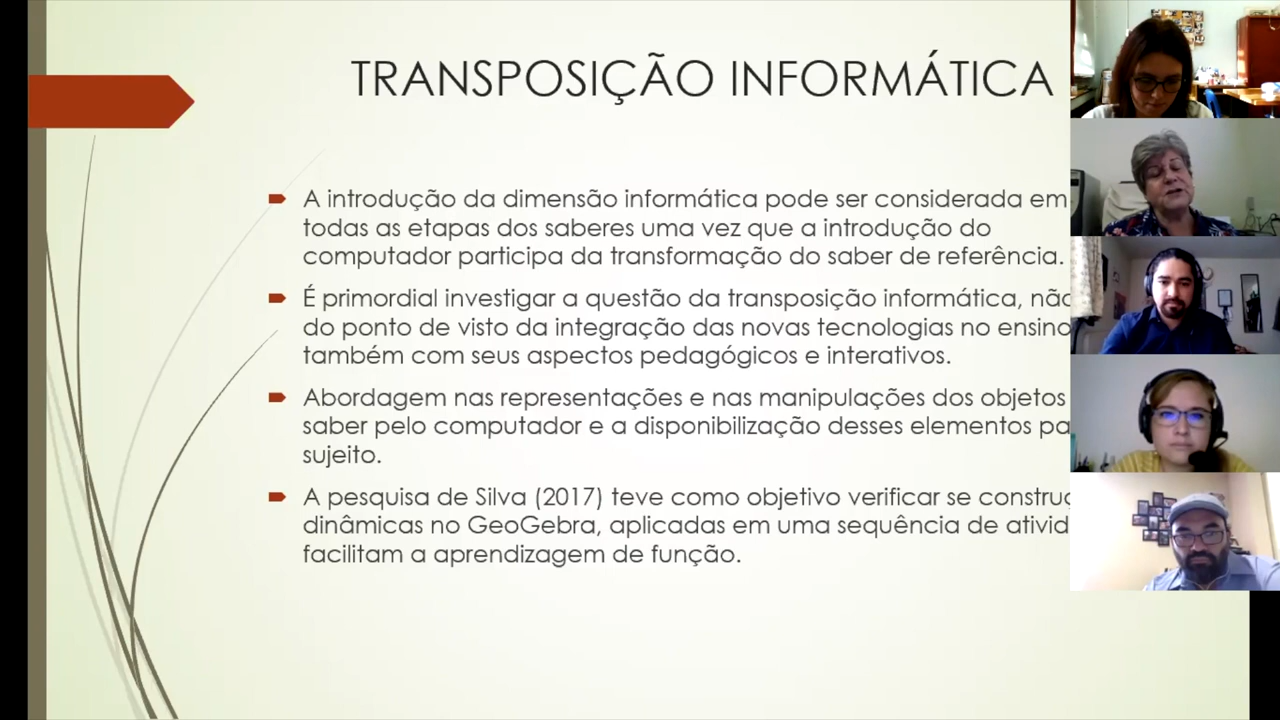 TRANSPOSIÇÃO INFORMÁTICA
A introdução da dimensão informática pode ser considerada em
todas as etapas dos saberes uma vez que a introdução do
computador participa da transformação do saber de referência.
É primordial investigar a questão da transposição informática,
do ponto de visto da integração das novas tecnologias no ensino
também com seus aspectos pedagógicos e interativos.
Abordagem nas representações e nas manipulações dos objetos
saber pelo computador e a disponibilização desses elementos
sujeito.
A pesquisa de Silva (2017) teve como objetivo verificar se
dinâmicas no GeoGebra, aplicadas em uma sequência de
facilitam a aprendizagem de função.